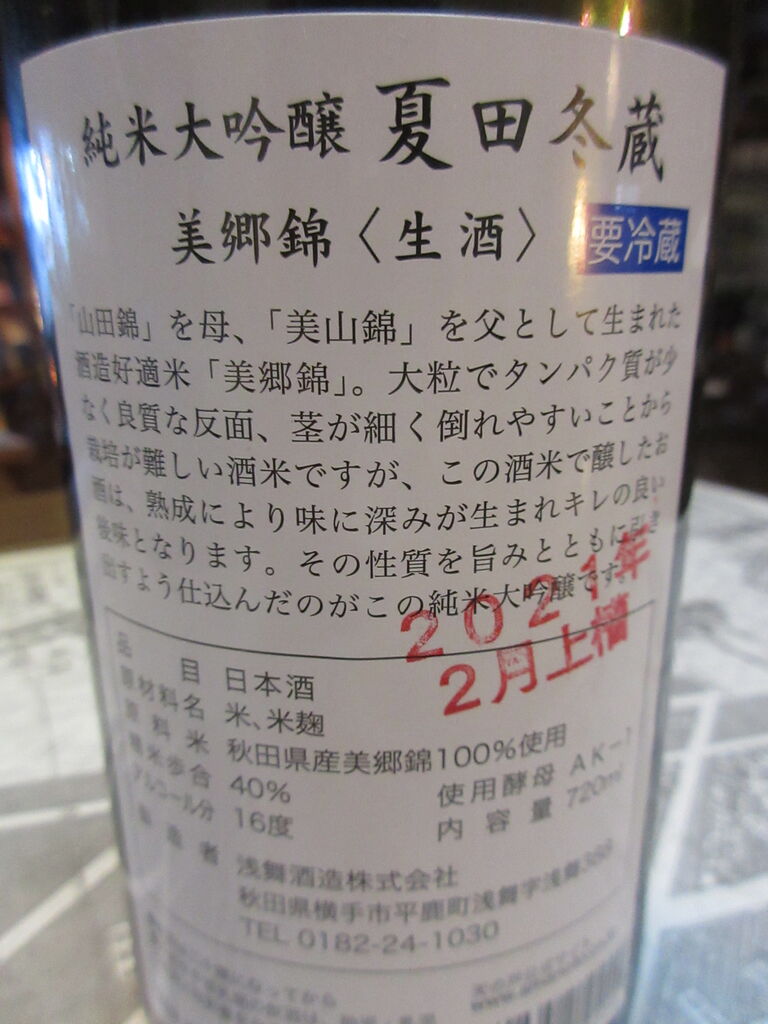 純米大吟醸 夏田冬蔵
美郷錦〈生酒〉 要冷蔵
「山田錦」を母、「美山錦」を父として生まれた
酒造好適米「美郷錦」。大粒でタンパク質が少
なく良質な反面、茎が細く倒れやすいことから
栽培が難しい酒米ですが、この酒米で醸したお
酒は、熟成により味に深みが生まれキレの良い
後味となります。その性質を旨みとともに引き
出すよう仕込んだのがこの純米大吟醸です。
2021年
2月上槽
品目 日本酒
原材料名 米、米麹
原料米 秋田県産美郷錦100%使用
精米歩合 40% 使用酵母 AK-1
アルコール分 16度 内容量 720ml
製造者 浅舞酒造株式会社
秋田県横手市平鹿町浅舞字浅舞388
TEL 0182-24-1030